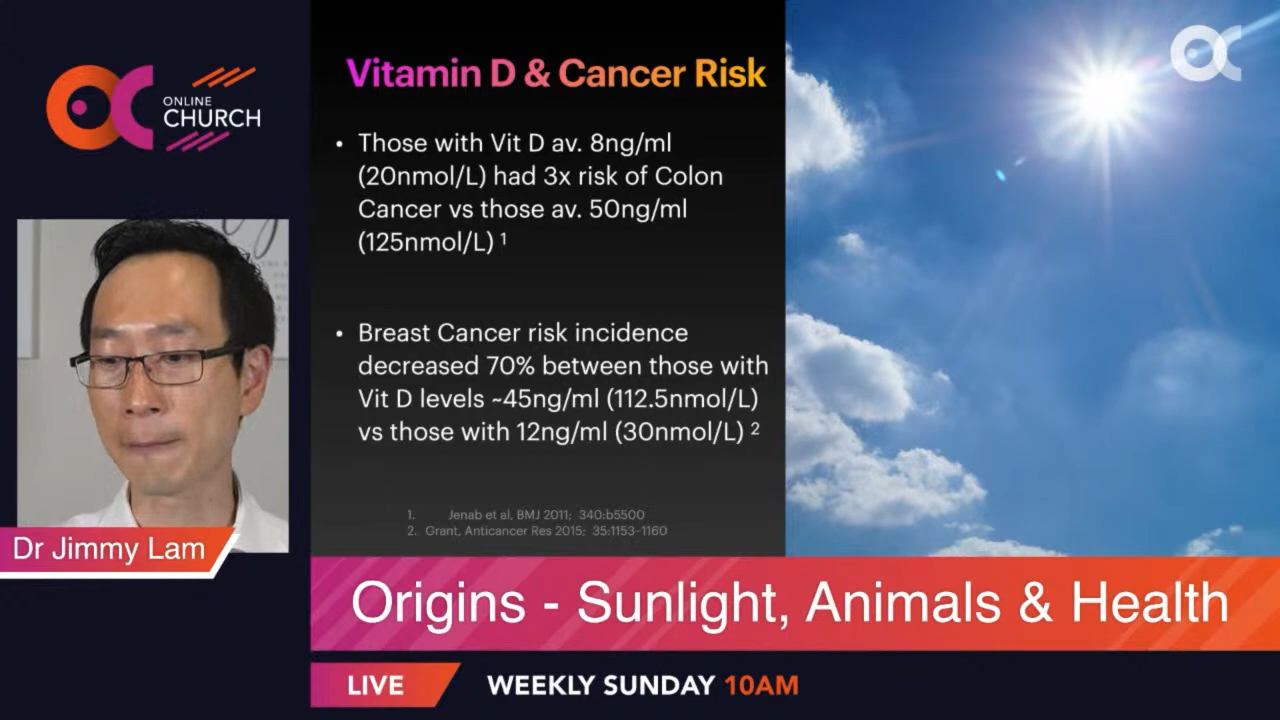 ONLINE
CHURCH
Vitamin D & Cancer Risk
• Those with Vit D av. 8ng/ml
(20nmol/L) had 3x risk of Colon
Cancer vs those av. 50ng/ml
(125nmol/L) 1
• Breast Cancer risk incidence
decreased 70% between those with
Vit D levels ~45ng/ml (112.5nmol/L)
vs those with 12ng/ml (30nmol/L) 2
1. Jenab et al, BMJ 2011; 340:b5500
2. Grant, Anticancer Res 2015; 35:1153-1160
Dr Jimmy Lam
Origins - Sunlight, Animals & Health
LIVE WEEKLY SUNDAY 10AM